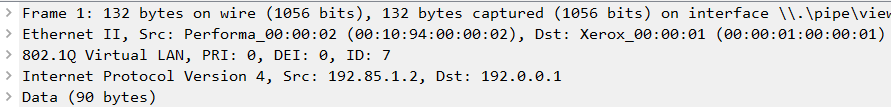 Frame 1: 132 bytes on wire (1056 bits), 132 bytes captured (1056 bits) on interface \\.\pipe\view
Ethernet II, Src: Performa_00:00:02 (00:10:94:00:00:02), Dst: Xerox_00:00:01 (00:00:01:00:00:01)
802.1Q Virtual LAN, PRI: 0, DEI: 0, ID: 7
Internet Protocol Version 4, Src: 192.85.1.2, Dst: 192.0.0.1
Data (90 bytes)